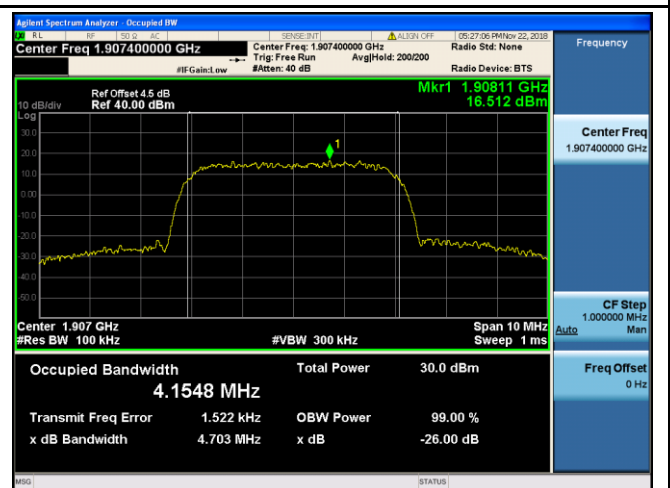 Agilent Spectrum Analyzer - Occupied BW
RL RF 50 Ω AC SENSE:INT ALIGN OFF 05:27:06 PM Nov 22, 2018
Center Freq 1.907400000 GHz
Center Freq: 1.907400000 GHz
Radio Std: None
Trig: Free Run Avg|Hold: 200/200
#IFGain:Low #Atten: 40 dB Radio Device: BTS
Ref Offset 4.5 dB
10 dB/div Ref 40.00 dBm
Mkr1 1.90811 GHz
16.512 dBm
Log
30.0
20.0
10.0
0.00
-10.0
-20.0
-30.0
-40.0
-50.0
1
Center 1.907 GHz Span 10 MHz
#Res BW 100 kHz #VBW 300 kHz Sweep 1 ms
Occupied Bandwidth Total Power 30.0 dBm
4.1548 MHz
Transmit Freq Error 1.522 kHz OBW Power 99.00 %
x dB Bandwidth 4.703 MHz x dB -26.00 dB
MSG STATUS
Frequency
Center Freq
1.907400000 GHz
CF Step
1.000000 MHz
Auto Man
Freq Offset
0 Hz